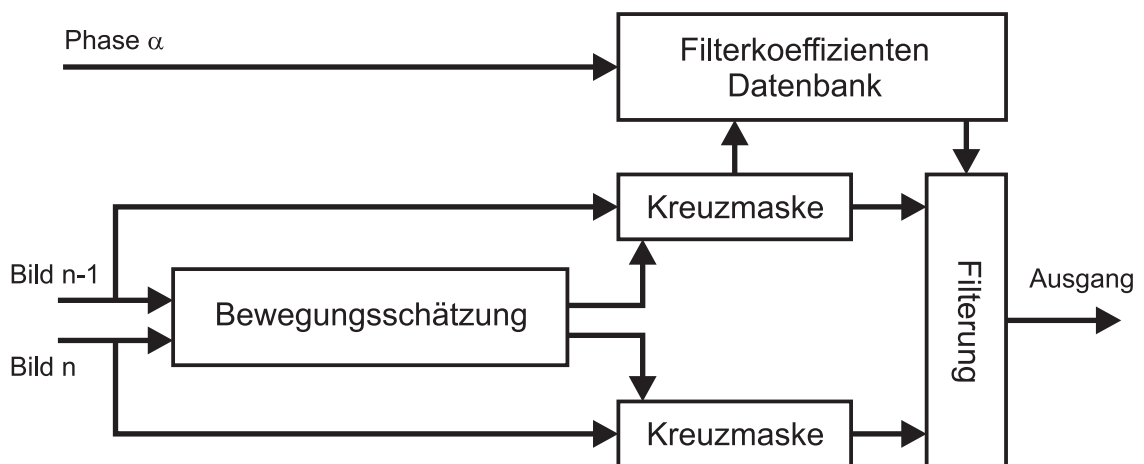 Phase α
Filterkoeffizienten
Datenbank
Kreuzmaske
Bild n-1
Bewegungsschätzung
Bild n
Kreuzmaske
Filterung
Ausgang